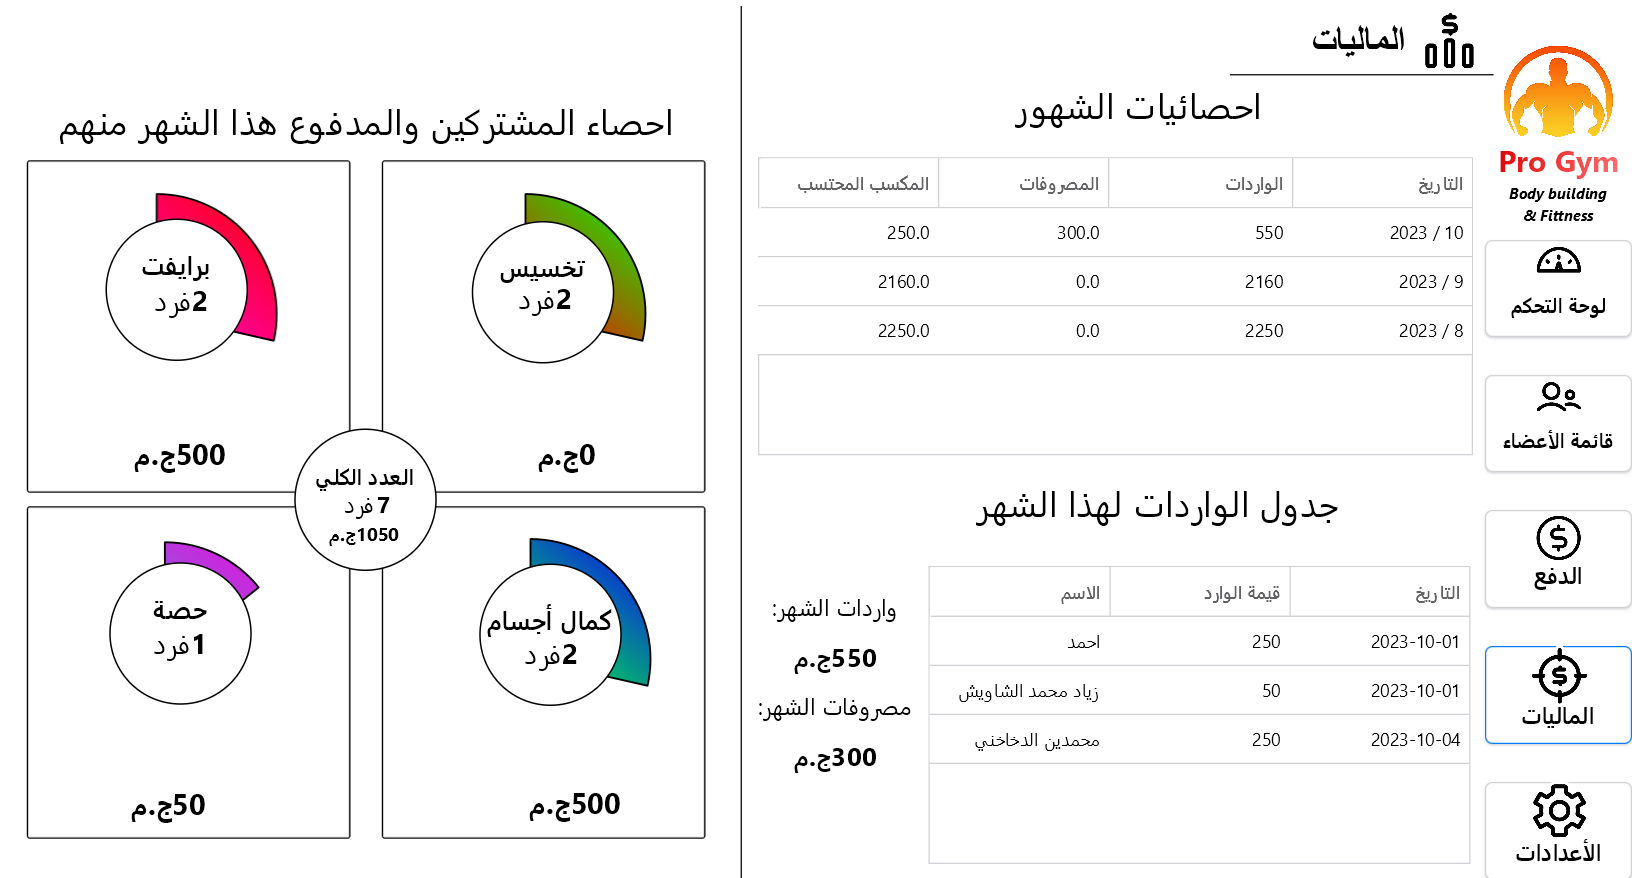 الماليات
Pro Gym
Body building
& Fittness
لوحة التحكم
قائمة الأعضاء
الدفع
الماليات
الأعدادات
احصائيات الشهور
التاريخ الواردات المصروفات المكسب المحتسب
2023 / 10 550 300.0 250.0
2023 / 9 2160 0.0 2160.0
2023 / 8 2250 0.0 2250.0
جدول الواردات لهذا الشهر
التاريخ قيمة الوارد الاسم
2023-10-01 250 احمد
2023-10-01 50 زياد محمد الشاويش
2023-10-04 250 محمدين الدخاخني
واردات الشهر:
550ج.م
مصروفات الشهر:
300ج.م
احصاء المشتركين والمدفوع هذا الشهر منهم
تخسيس
2فرد
0ج.م
برايفت
2فرد
500ج.م
العدد الكلي
7 فرد
1050ج.م
كمال أجسام
2فرد
500ج.م
حصة
1فرد
50ج.م